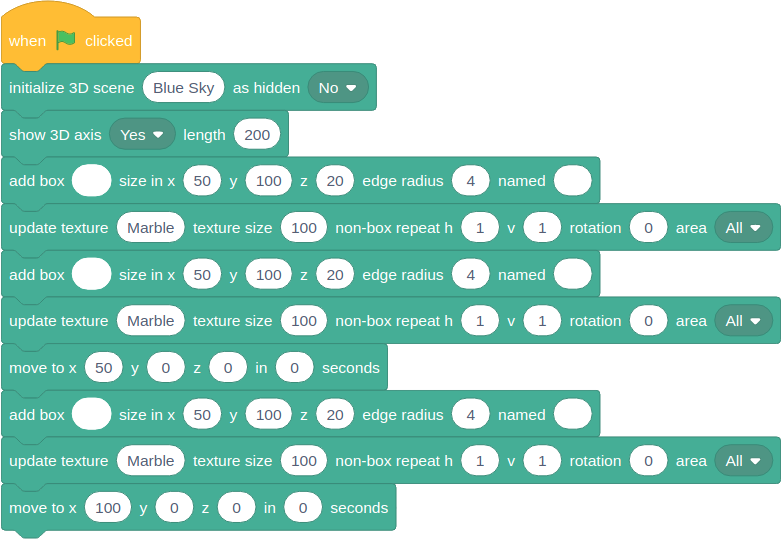 when clicked
initialize 3D scene Blue Sky as hidden No
show 3D axis Yes length 200
add box size in x 50 y 100 z 20 edge radius 4 named
update texture Marble texture size 100 non-box repeat h 1 v 1 rotation 0 area All
add box size in x 50 y 100 z 20 edge radius 4 named
update texture Marble texture size 100 non-box repeat h 1 v 1 rotation 0 area All
move to x 50 y 0 z 0 in 0 seconds
add box size in x 50 y 100 z 20 edge radius 4 named
update texture Marble texture size 100 non-box repeat h 1 v 1 rotation 0 area All
move to x 100 y 0 z 0 in 0 seconds